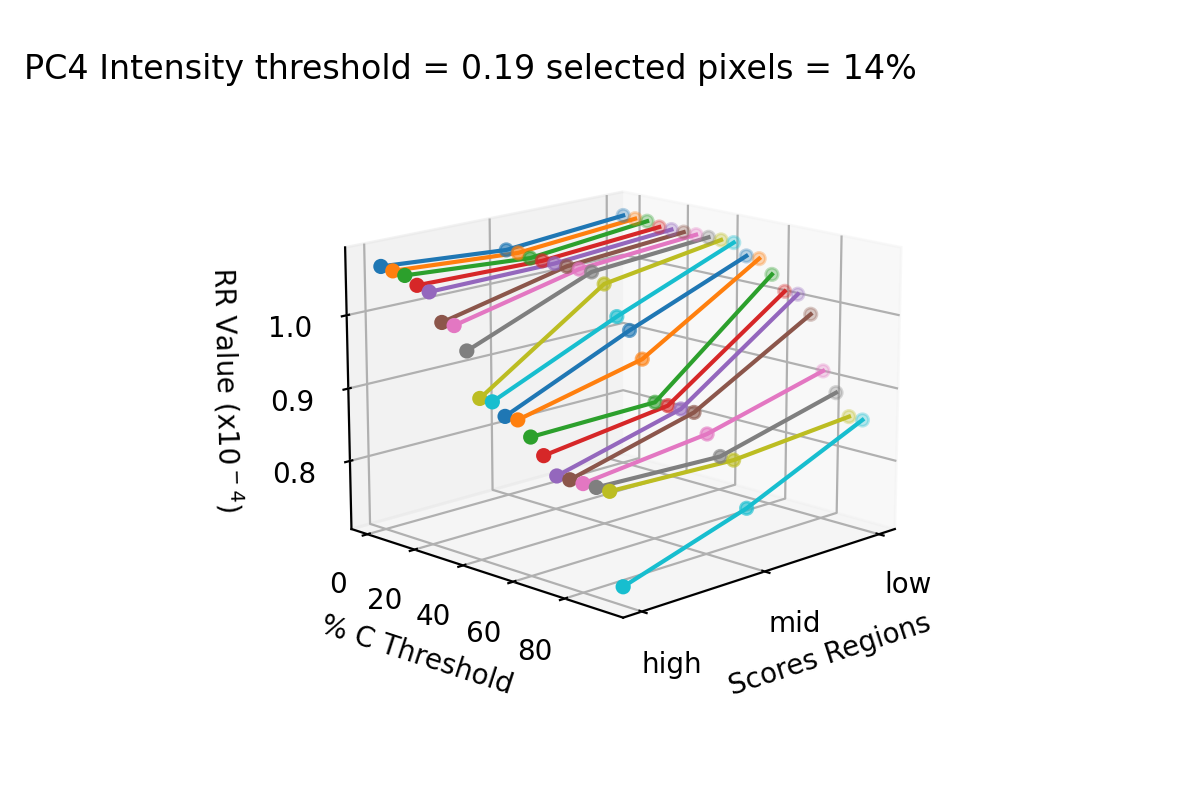 PC4 Intensity threshold = 0.19 selected pixels = 14%
RR Value (x10⁻⁴)
1.0
0.9
0.8
0
20
40
60
80
% C Threshold
high
mid
low
Scores Regions